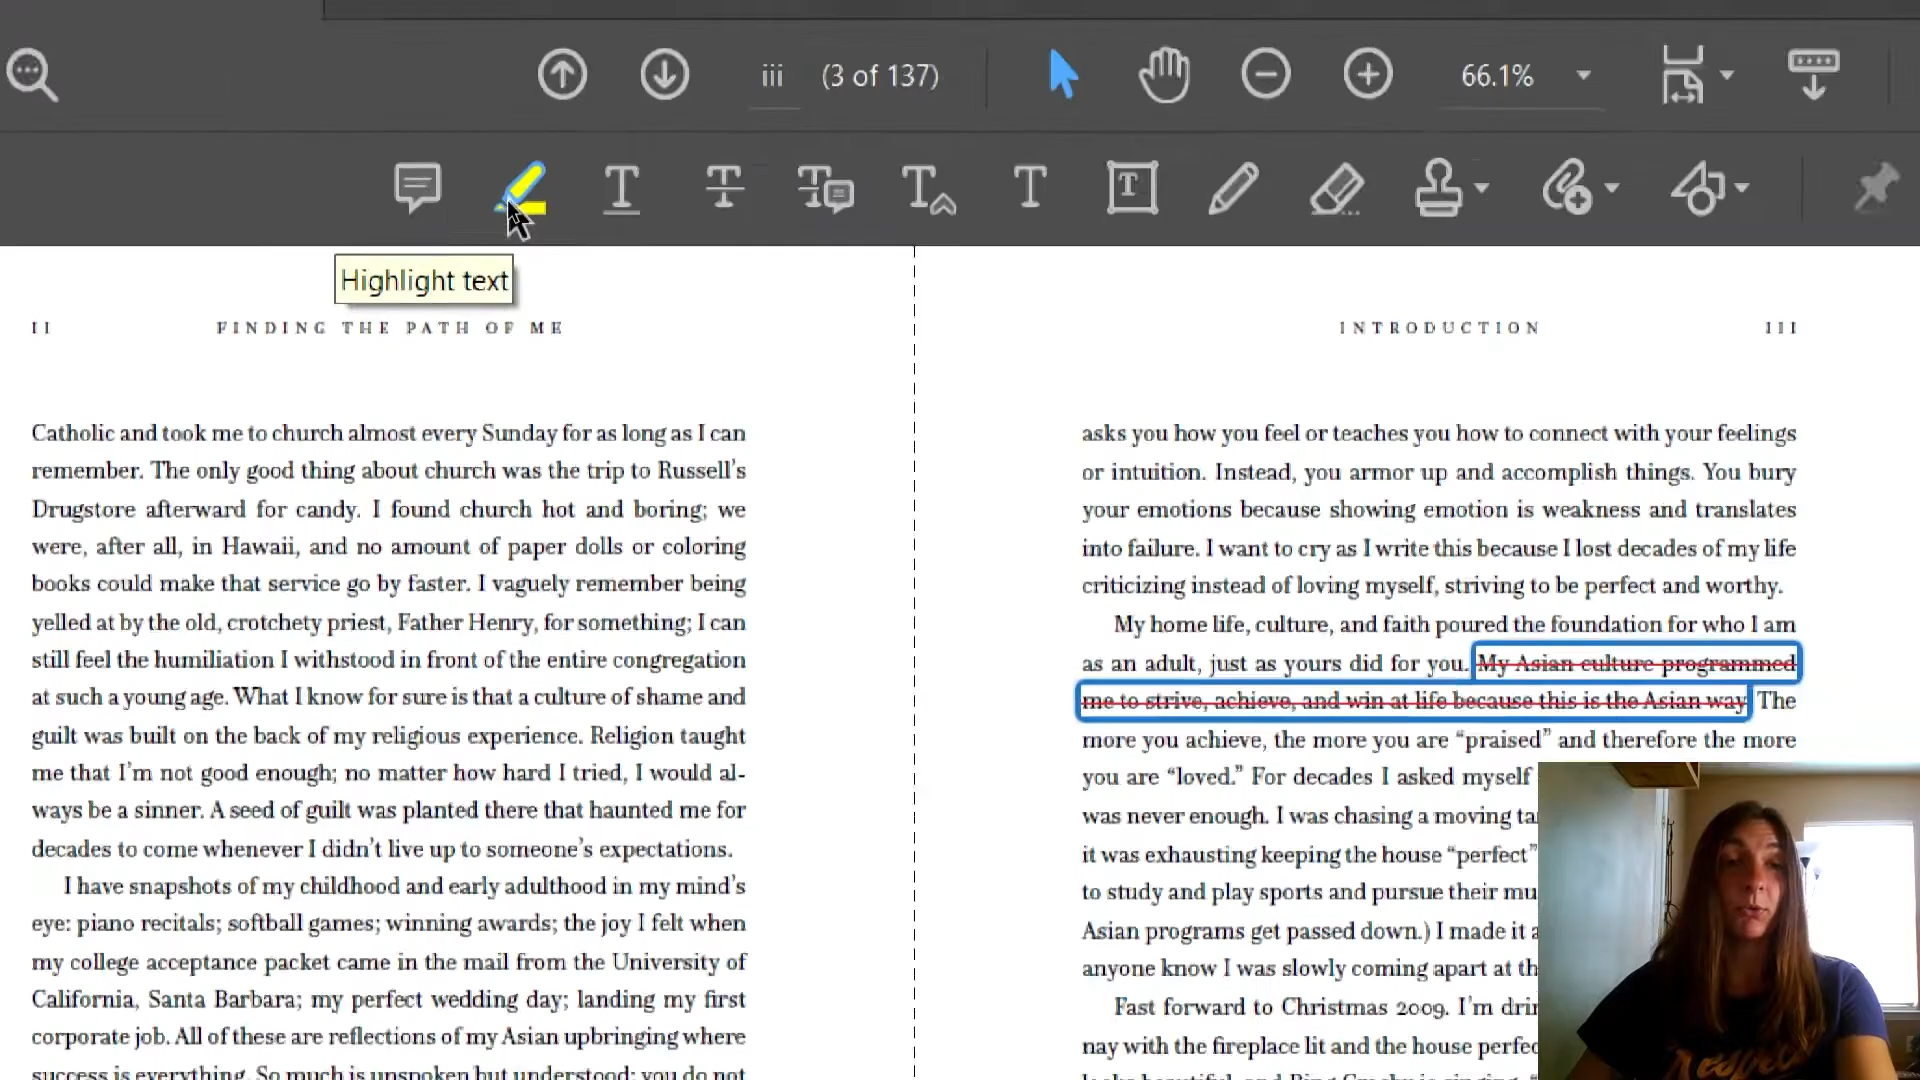 iii (3 of 137) 66.1%
Highlight text
II FINDING THE PATH OF ME
Catholic and took me to church almost every Sunday for as long as I can
remember. The only good thing about church was the trip to Russell’s
Drugstore afterward for candy. I found church hot and boring; we
were, after all, in Hawaii, and no amount of paper dolls or coloring
books could make that service go by faster. I vaguely remember being
yelled at by the old, crotchety priest, Father Henry, for something; I can
still feel the humiliation I withstood in front of the entire congregation
at such a young age. What I know for sure is that a culture of shame and
guilt was built on the back of my religious experience. Religion taught
me that I’m not good enough; no matter how hard I tried, I would al-
ways be a sinner. A seed of guilt was planted there that haunted me for
decades to come whenever I didn’t live up to someone’s expectations.
I have snapshots of my childhood and early adulthood in my mind’s
eye: piano recitals; softball games; winning awards; the joy I felt when
my college acceptance packet came in the mail from the University of
California, Santa Barbara; my perfect wedding day; landing my first
corporate job. All of these are reflections of my Asian upbringing where
success is everything. So much is unspoken but understood: you do not
INTRODUCTION III
asks you how you feel or teaches you how to connect with your feelings
or intuition. Instead, you armor up and accomplish things. You bury
your emotions because showing emotion is weakness and translates
into failure. I want to cry as I write this because I lost decades of my life
criticizing instead of loving myself, striving to be perfect and worthy.
My home life, culture, and faith poured the foundation for who I am
as an adult, just as yours did for you. My Asian culture programmed
me to strive, achieve, and win at life because this is the Asian way The
more you achieve, the more you are “praised” and therefore the more
you are “loved.” For decades I asked myself
was never enough. I was chasing a moving ta
it was exhausting keeping the house “perfect”
to study and play sports and pursue their mu
Asian programs get passed down.) I made it a
anyone know I was slowly coming apart at th
Fast forward to Christmas 2009. I’m drin
nay with the fireplace lit and the house perfec